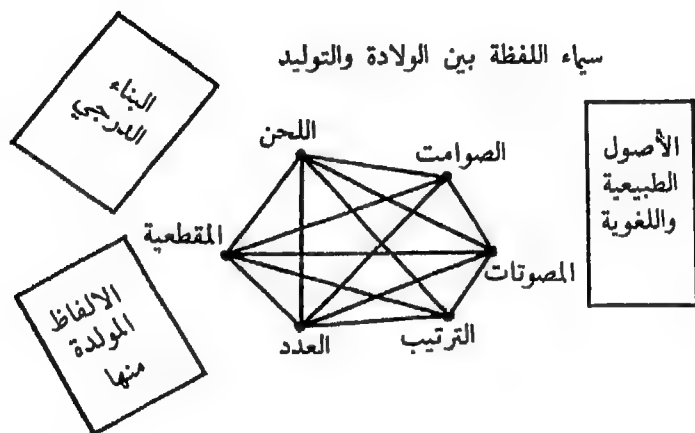 سيماء اللفظة بين الولادة والتوليد
البناء
الدرجي
اللحن
الصوامت
الأصول
الطبيعية
واللغوية
المقطعية
المصوتات
العدد
الترتيب
الالفاظ
المولدة
منها